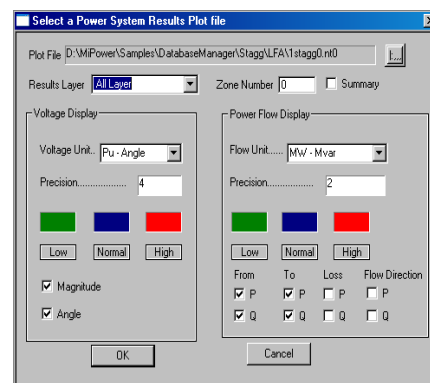 Select a Power System Results Plot file
Plot File D:\MiPower\Samples\DatabaseManager\Stagg\LFA\1stagg0.nt0
Results Layer All Layer Zone Number 0 Summary
Voltage Display
Voltage Unit.. Pu - Angle
Precision.................. 4
Low Normal High
Magnitude
Angle
Power Flow Display
Flow Unit...... MW - Mvar
Precision.................. 2
Low Normal High
From To Loss Flow Direction
P P P P
Q Q Q Q
OK Cancel